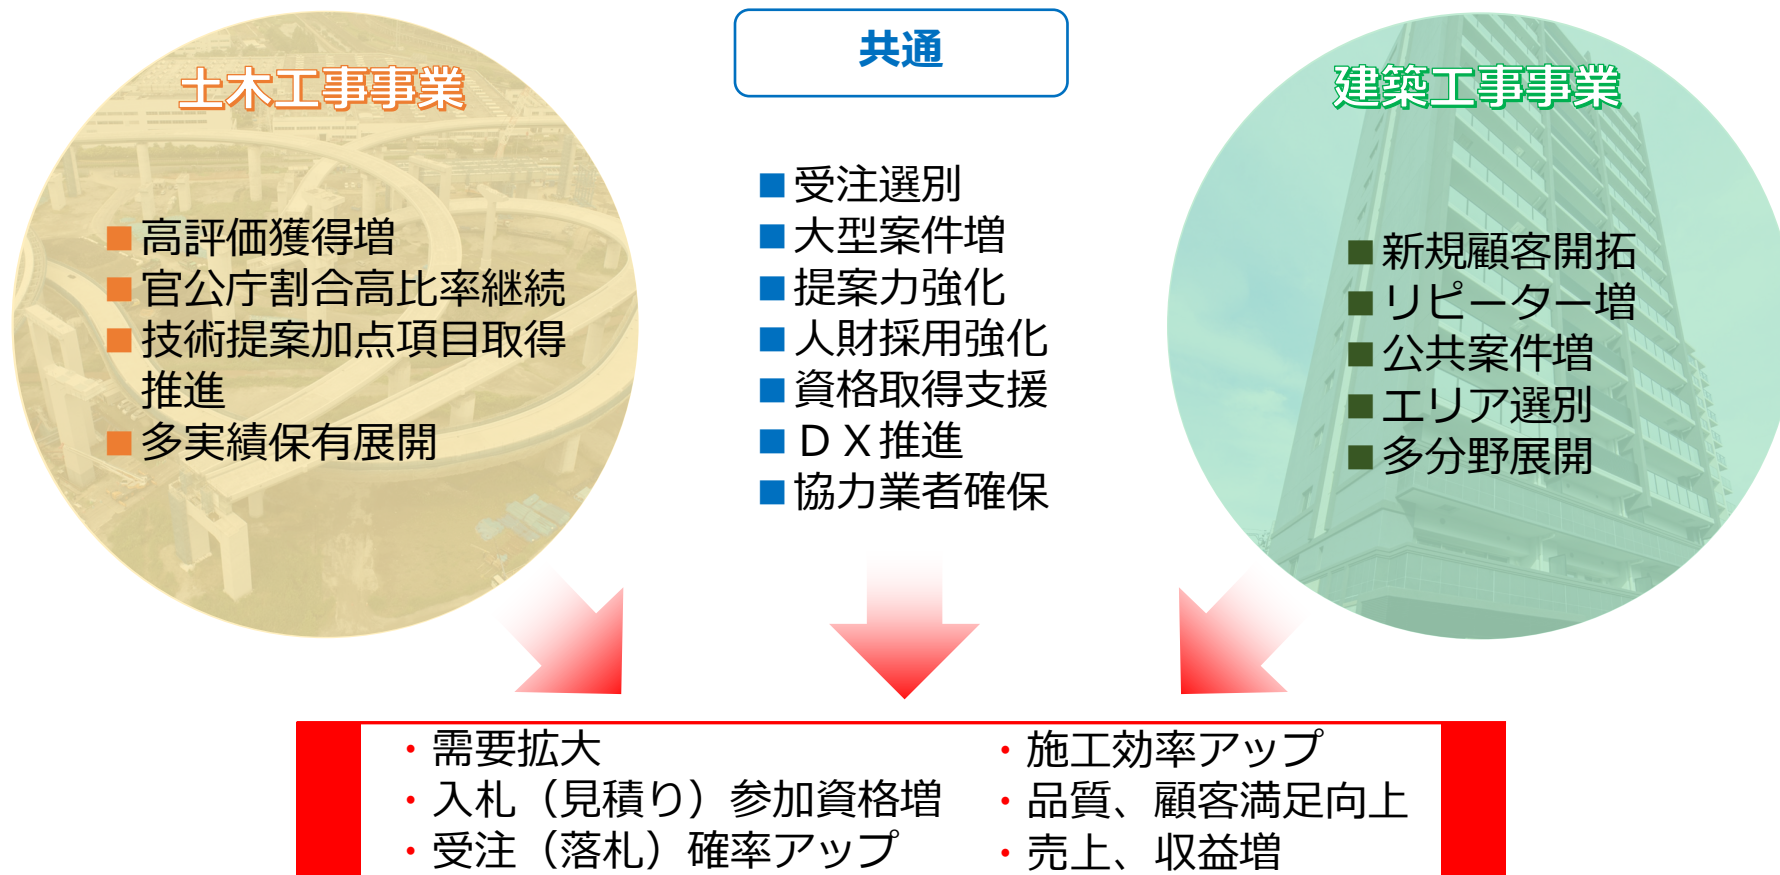 土木工事事業
■高評価獲得増
■官公庁割合高比率継続
■技術提案加点項目取得
推進
■多実績保有展開
共通
■受注選別
■大型案件増
■提案力強化
■人財採用強化
■資格取得支援
■ＤＸ推進
■協力業者確保
建築工事事業
■新規顧客開拓
■リピーター増
■公共案件増
■エリア選別
■多分野展開
・需要拡大
・入札（見積り）参加資格増
・受注（落札）確率アップ
・施工効率アップ
・品質、顧客満足向上
・売上、収益増